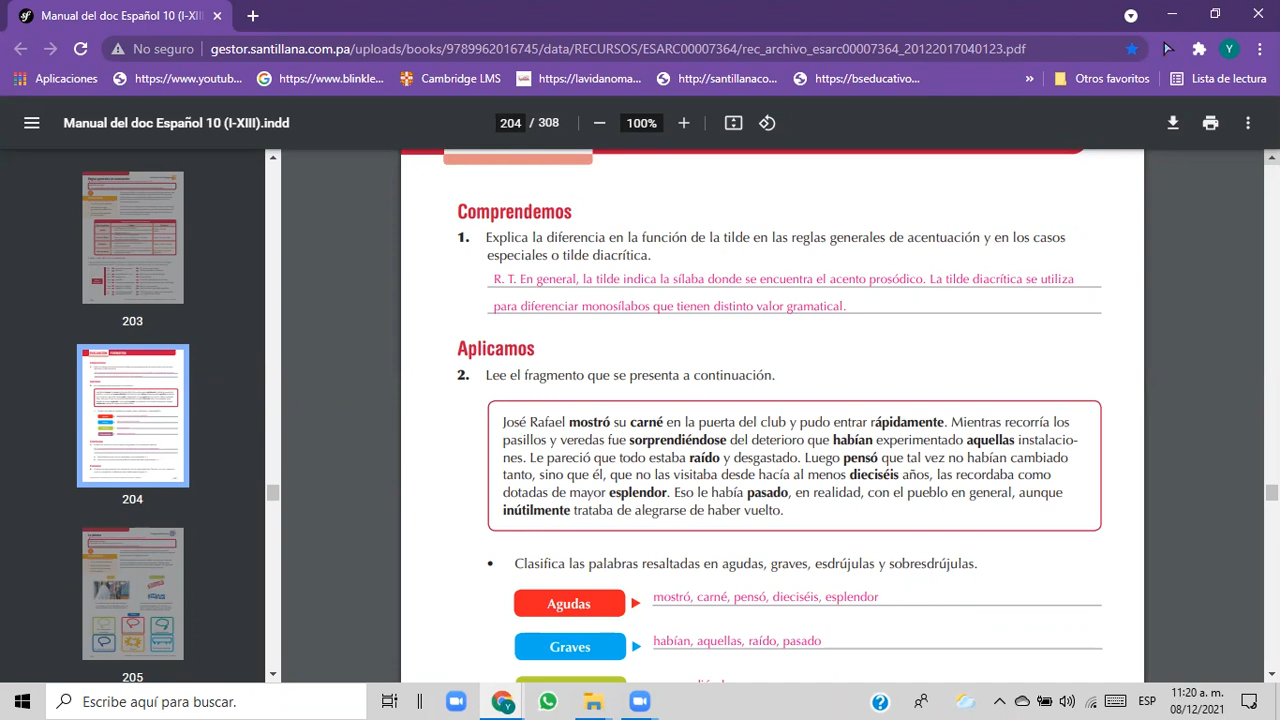 Manual del doc Español 10 (I-XIII)
No seguro
gestor.santillana.com.pa/uploads/books/9789962016745/data/RECURSOS/ESARC00007364/rec_archivo_esarc00007364_20122017040123.pdf
Aplicaciones
https://www.youtub...
https://www.blinkle...
Cambridge LMS
https://lavidanoma...
http://santillanaco...
https://bseducativo...
»
Otros favoritos
Lista de lectura
Manual del doc Español 10 (I-XIII).indd
204 / 308
100%
203
204
205
Comprendemos
1. Explica la diferencia en la función de la tilde en las reglas generales de acentuación y en los casos
especiales o tilde diacrítica.
R. T. En general, la tilde indica la sílaba donde se encuentra el acento prosódico. La tilde diacrítica se utiliza
para diferenciar monosílabos que tienen distinto valor gramatical.
Aplicamos
2. Lee el fragmento que se presenta a continuación.
José Rafael mostró su carné en la puerta del club y pudo entrar rápidamente. Mientras recorría los
pasillos y veredas fue sorprendiéndose del deterioro que habían experimentado aquellas instalacio-
nes. Le pareció que todo estaba raído y desgastado. Luego pensó que tal vez no habían cambiado
tanto, sino que él, que no las visitaba desde hacía al menos dieciséis años, las recordaba como
dotadas de mayor esplendor. Eso le había pasado, en realidad, con el pueblo en general, aunque
inútilmente trataba de alegrarse de haber vuelto.
• Clasifica las palabras resaltadas en agudas, graves, esdrújulas y sobresdrújulas.
Agudas
mostró, carné, pensó, dieciséis, esplendor
Graves
habían, aquellas, raído, pasado
Escribe aquí para buscar.
ESP
11:20 a. m.
08/12/2021